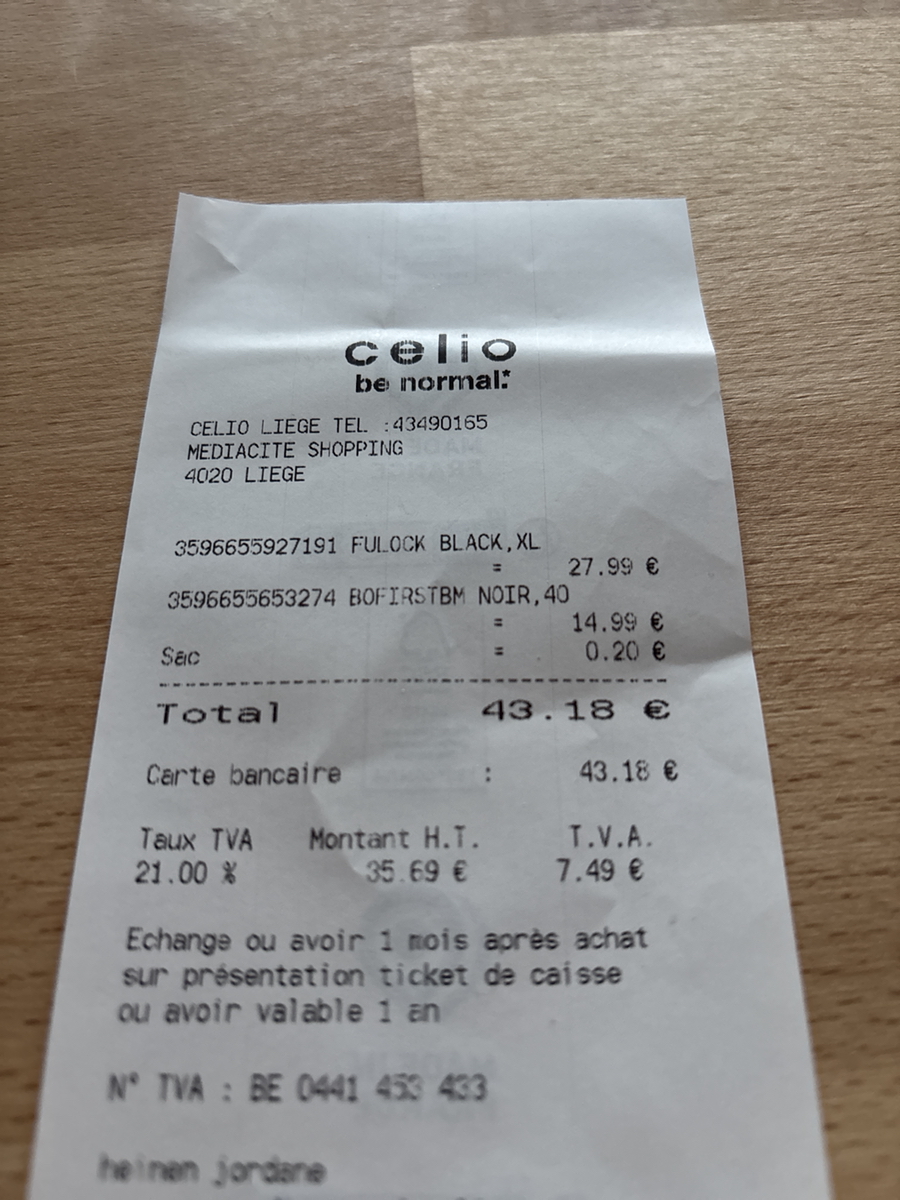 celio
be normal.*
CELIO LIEGE TEL :43490165
MEDIACITE SHOPPING
4020 LIEGE
3596655927191 FULOCK BLACK,XL
= 27.99 €
3596655653274 BOFIRSTBM NOIR,40
= 14.99 €
Sac = 0.20 €
Total 43.18 €
Carte bancaire : 43.18 €
Taux TVA Montant H.T. T.V.A.
21.00 % 35.69 € 7.49 €
Echange ou avoir 1 mois après achat
sur présentation ticket de caisse
ou avoir valable 1 an
N° TVA : BE 0441 453 433
heinen jordane